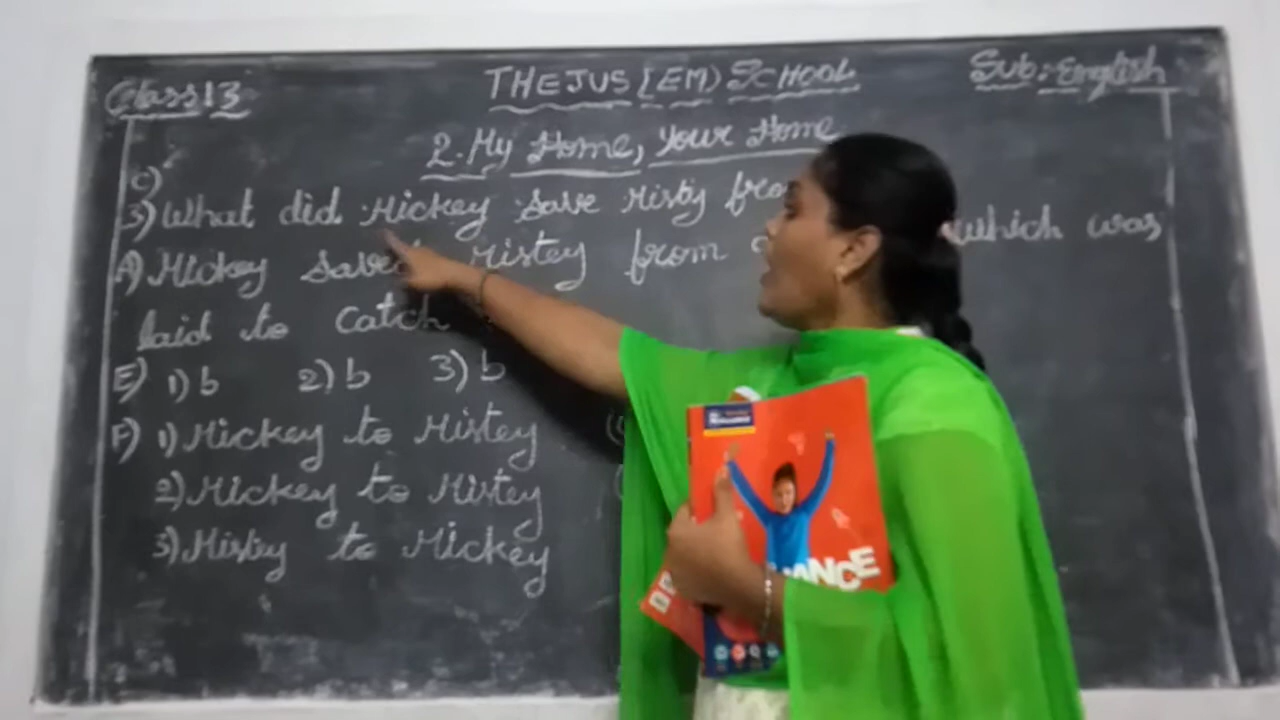 Class: 3
THEJUS (EM) SCHOOL
Sub: English
2. My Home, Your Home
C)
3) What did Mickey save Misty from
A) Mickey saved Mistey from which was
laid to catch
E) 1) b 2) b 3) b
F) 1) Mickey to Mistey
2) Mickey to Mistey
3) Mistey to Mickey